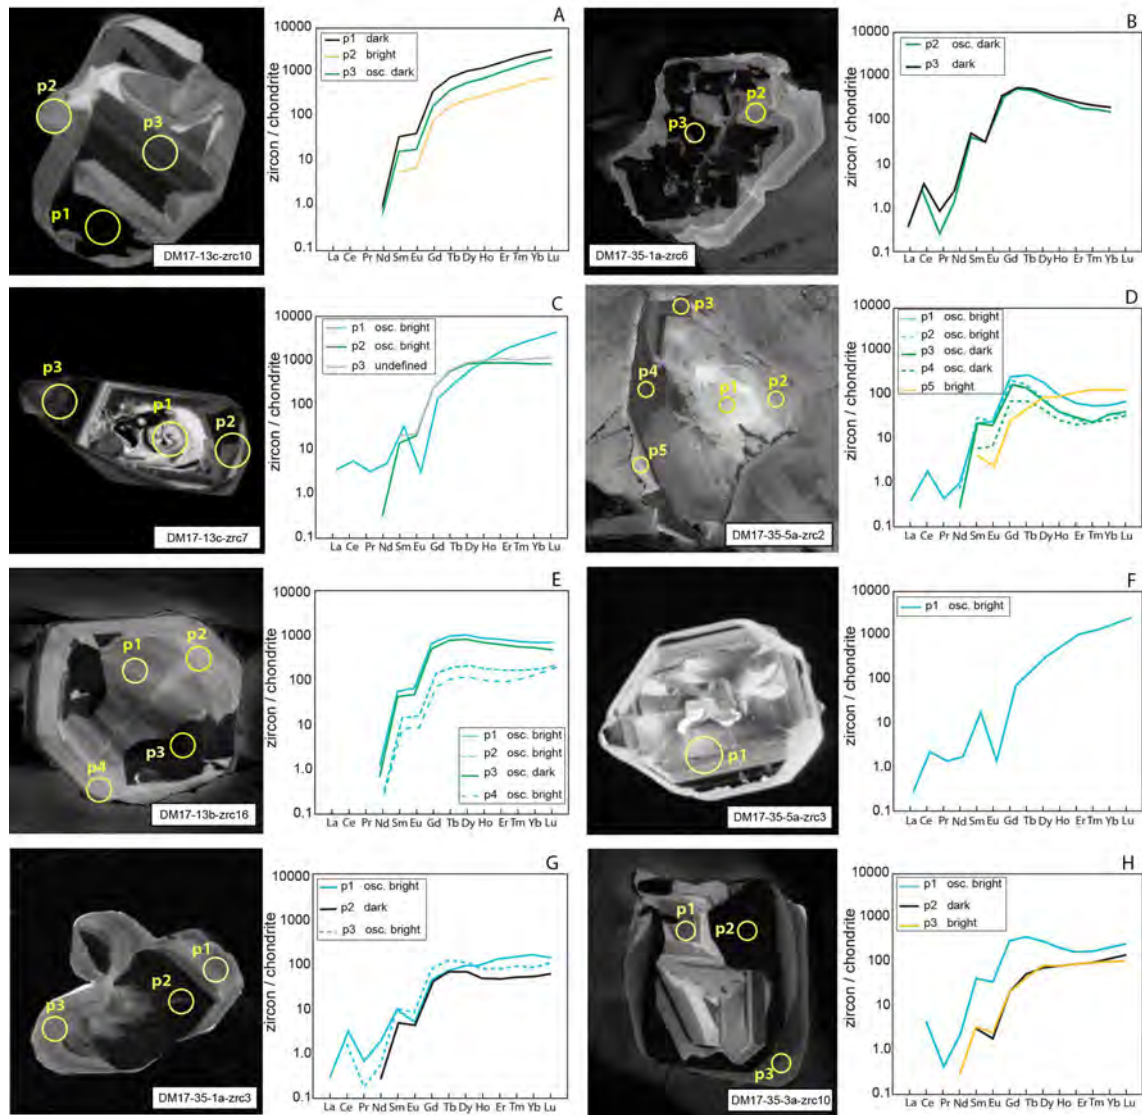 A
p1 dark
p2 bright
p3 osc. dark
zircon / chondrite
10000
1000
100
10
1.0
0.1
La Ce Pr Nd Sm Eu Gd Tb Dy Ho Er Tm Yb Lu
p2
p3
p1
DM17-13c-zrc10
B
p2 osc. dark
p3 dark
zircon / chondrite
10000
1000
100
10
1.0
0.1
La Ce Pr Nd Sm Eu Gd Tb Dy Ho Er Tm Yb Lu
p2
p3
DM17-35-1a-zrc6
C
p1 osc. bright
p2 osc. bright
p3 undefined
zircon / chondrite
10000
1000
100
10
1.0
0.1
La Ce Pr Nd Sm Eu Gd Tb Dy Ho Er Tm Yb Lu
p3
p1
p2
DM17-13c-zrc7
D
p1 osc. bright
p2 osc. bright
p3 osc. dark
p4 osc. dark
p5 bright
zircon / chondrite
10000
1000
100
10
1.0
0.1
La Ce Pr Nd Sm Eu Gd Tb Dy Ho Er Tm Yb Lu
p3
p4
p1
p2
p5
DM17-35-5a-zrc2
E
p1 osc. bright
p2 osc. bright
p3 osc. dark
p4 osc. bright
zircon / chondrite
10000
1000
100
10
1.0
0.1
La Ce Pr Nd Sm Eu Gd Tb Dy Ho Er Tm Yb Lu
p1
p2
p3
p4
DM17-13b-zrc16
F
p1 osc. bright
zircon / chondrite
10000
1000
100
10
1.0
0.1
La Ce Pr Nd Sm Eu Gd Tb Dy Ho Er Tm Yb Lu
p1
DM17-35-5a-zrc3
G
p1 osc. bright
p2 dark
p3 osc. bright
zircon / chondrite
10000
1000
100
10
1.0
0.1
La Ce Pr Nd Sm Eu Gd Tb Dy Ho Er Tm Yb Lu
p1
p2
p3
DM17-35-1a-zrc3
H
p1 osc. bright
p2 dark
p3 bright
zircon / chondrite
10000
1000
100
10
1.0
0.1
La Ce Pr Nd Sm Eu Gd Tb Dy Ho Er Tm Yb Lu
p1
p2
p3
DM17-35-3a-zrc10